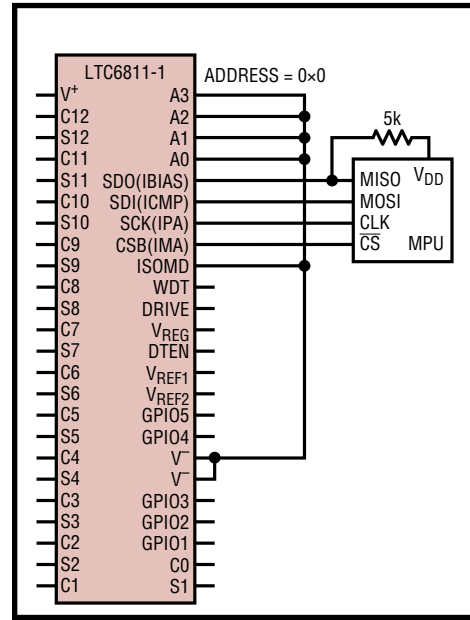 LTC6811-1
ADDRESS = 0×0
V+ A3
C12 A2
S12 A1
C11 A0
S11 SDO(IBIAS)
C10 SDI(ICMP)
S10 SCK(IPA)
C9 CSB(IMA)
S9 ISOMD
C8 WDT
S8 DRIVE
C7 VREG
S7 DTEN
C6 VREF1
S6 VREF2
C5 GPIO5
S5 GPIO4
C4 V–
S4 V–
C3 GPIO3
S3 GPIO2
C2 GPIO1
S2 C0
C1 S1
5k
MISO VDD
MOSI
CLK
CS MPU